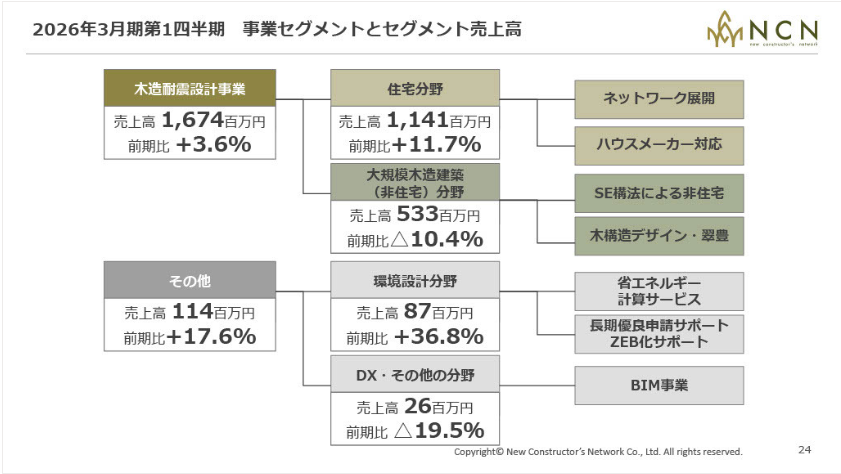 2026年3月期第1四半期　事業セグメントとセグメント売上高
NCN
new constructor's network
木造耐震設計事業
売上高 1,674百万円
前期比 +3.6%
住宅分野
売上高 1,141百万円
前期比 +11.7%
ネットワーク展開
ハウスメーカー対応
大規模木造建築
（非住宅）分野
売上高 533百万円
前期比 △10.4%
SE構法による非住宅
木構造デザイン・翠豊
その他
売上高 114百万円
前期比 +17.6%
環境設計分野
売上高 87百万円
前期比 +36.8%
省エネルギー
計算サービス
長期優良申請サポート
ZEB化サポート
DX・その他の分野
売上高 26百万円
前期比 △19.5%
BIM事業
Copyright© New Constructor's Network Co., Ltd. All rights reserved.
24